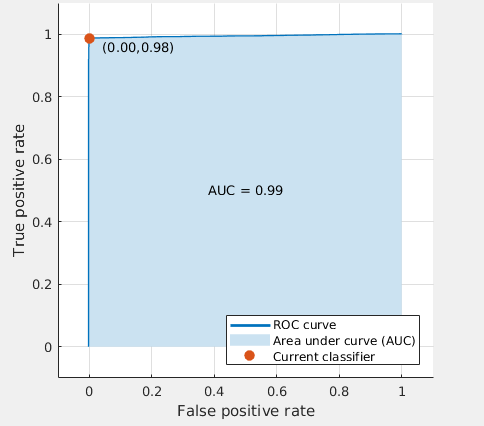 1
0.8
0.6
0.4
0.2
0
True positive rate
(0.00,0.98)
AUC = 0.99
ROC curve
Area under curve (AUC)
Current classifier
0 0.2 0.4 0.6 0.8 1
False positive rate